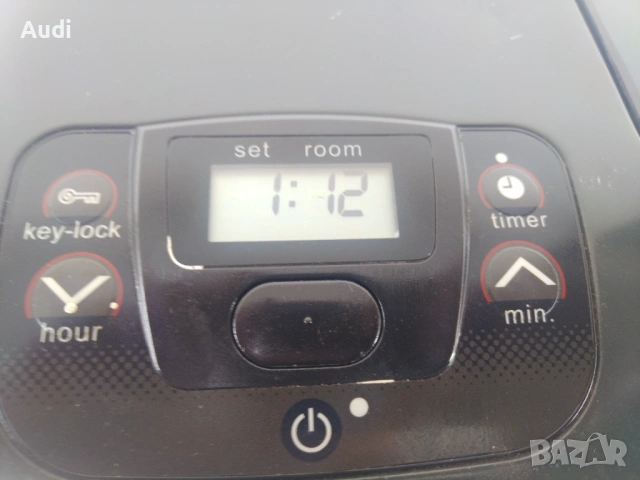 Audi
set room
1:12
key-lock
timer
hour
min.
BAZAR